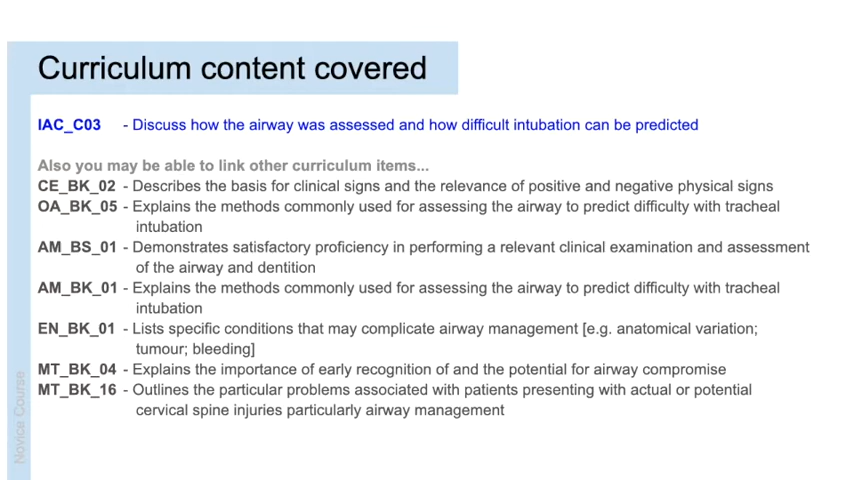 Curriculum content covered
IAC_C03 - Discuss how the airway was assessed and how difficult intubation can be predicted
Also you may be able to link other curriculum items...
CE_BK_02 - Describes the basis for clinical signs and the relevance of positive and negative physical signs
OA_BK_05 - Explains the methods commonly used for assessing the airway to predict difficulty with tracheal
intubation
AM_BS_01 - Demonstrates satisfactory proficiency in performing a relevant clinical examination and assessment
of the airway and dentition
AM_BK_01 - Explains the methods commonly used for assessing the airway to predict difficulty with tracheal
intubation
EN_BK_01 - Lists specific conditions that may complicate airway management [e.g. anatomical variation;
tumour; bleeding]
MT_BK_04 - Explains the importance of early recognition of and the potential for airway compromise
MT_BK_16 - Outlines the particular problems associated with patients presenting with actual or potential
cervical spine injuries particularly airway management
Novice Course